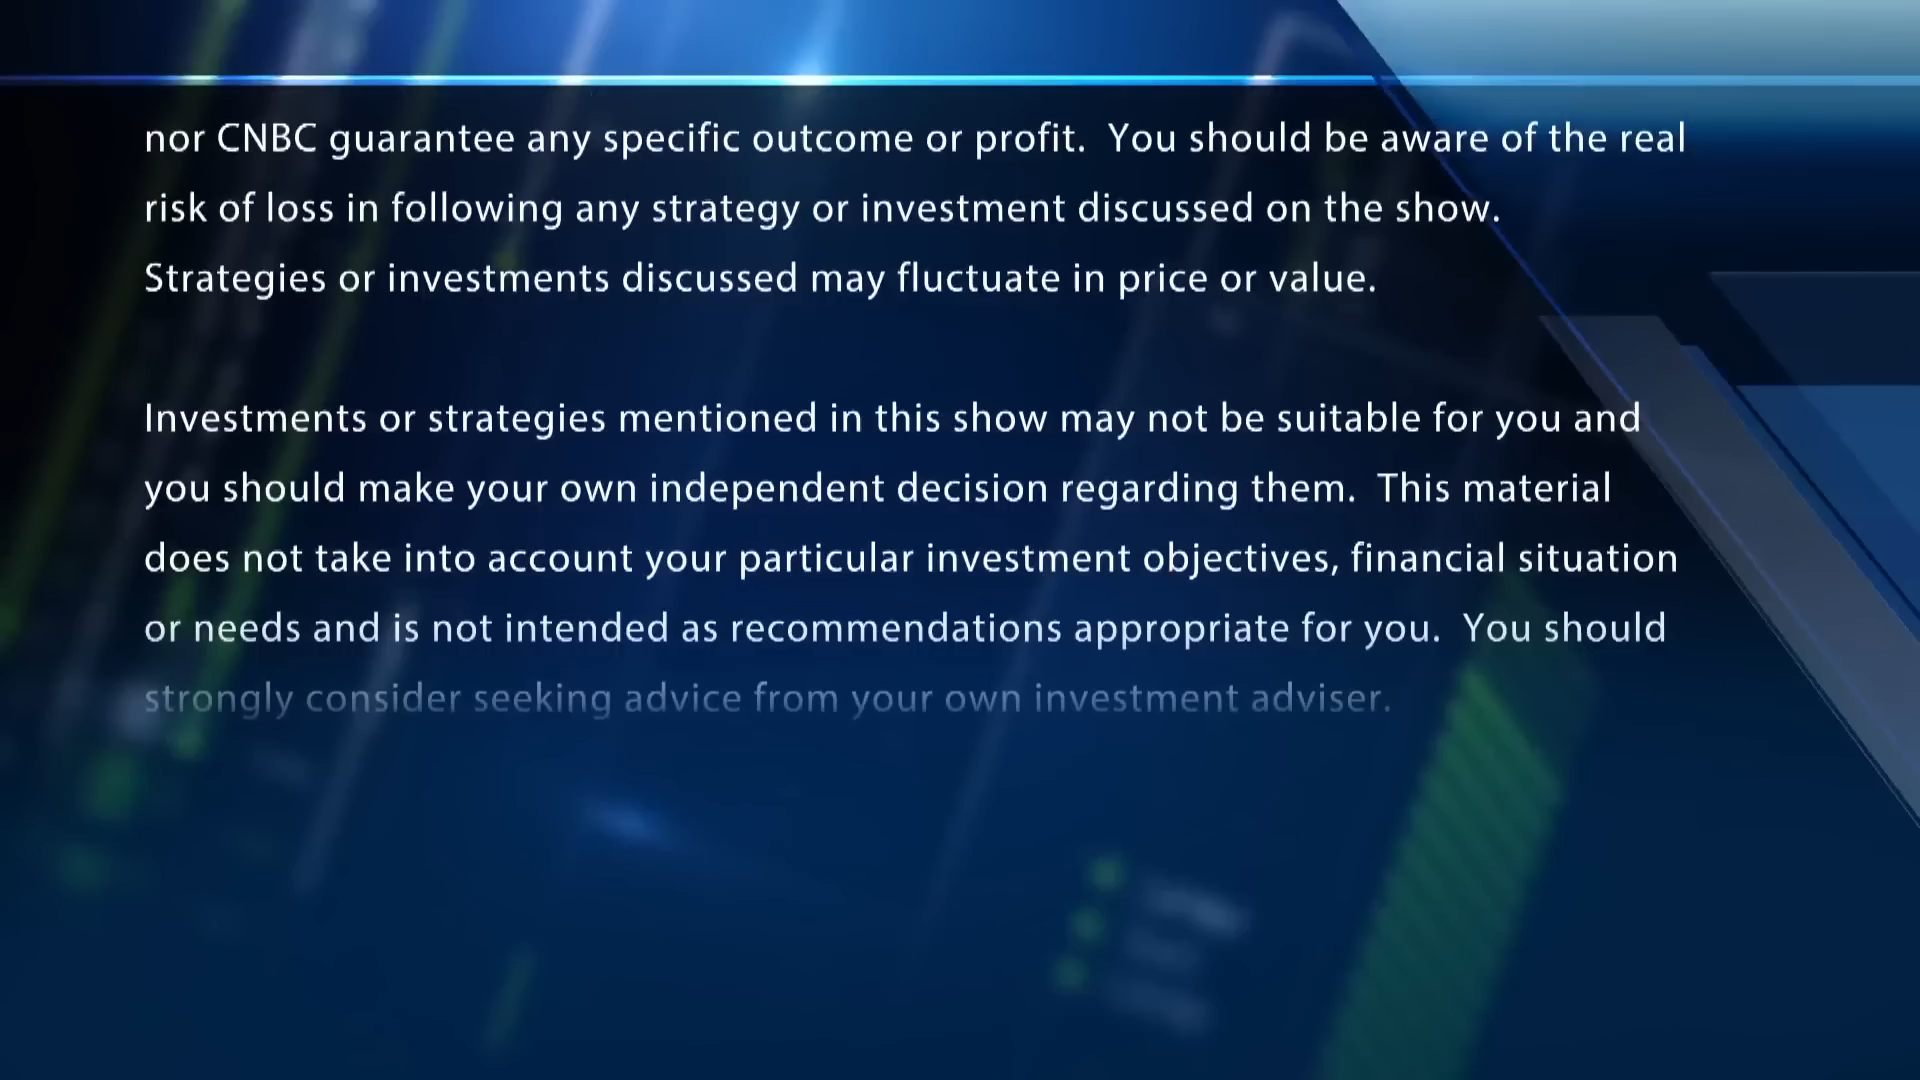 nor CNBC guarantee any specific outcome or profit.  You should be aware of the real
risk of loss in following any strategy or investment discussed on the show.
Strategies or investments discussed may fluctuate in price or value.
Investments or strategies mentioned in this show may not be suitable for you and
you should make your own independent decision regarding them.  This material
does not take into account your particular investment objectives, financial situation
or needs and is not intended as recommendations appropriate for you.  You should
strongly consider seeking advice from your own investment adviser.